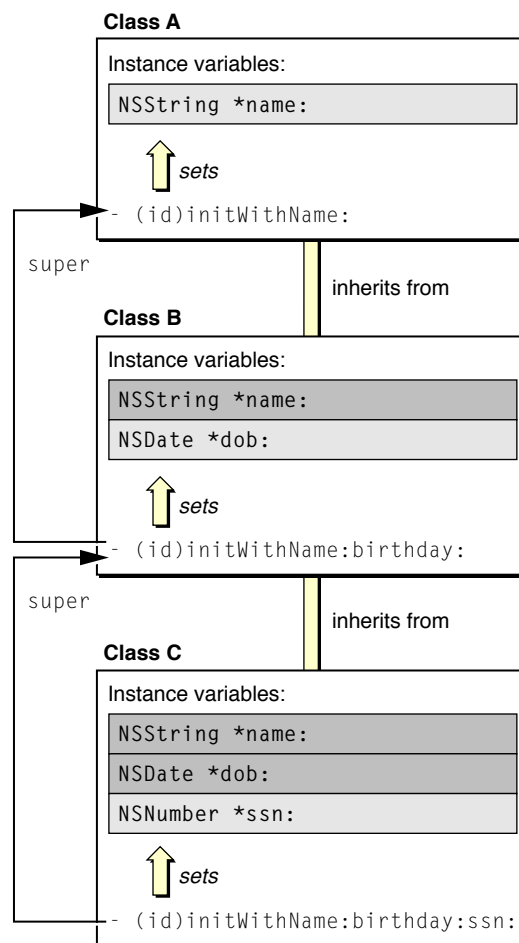 Class A
Instance variables:
NSString *name:
sets
- (id)initWithName:
super
inherits from
Class B
Instance variables:
NSString *name:
NSDate *dob:
sets
- (id)initWithName:birthday:
super
inherits from
Class C
Instance variables:
NSString *name:
NSDate *dob:
NSNumber *ssn:
sets
- (id)initWithName:birthday:ssn: